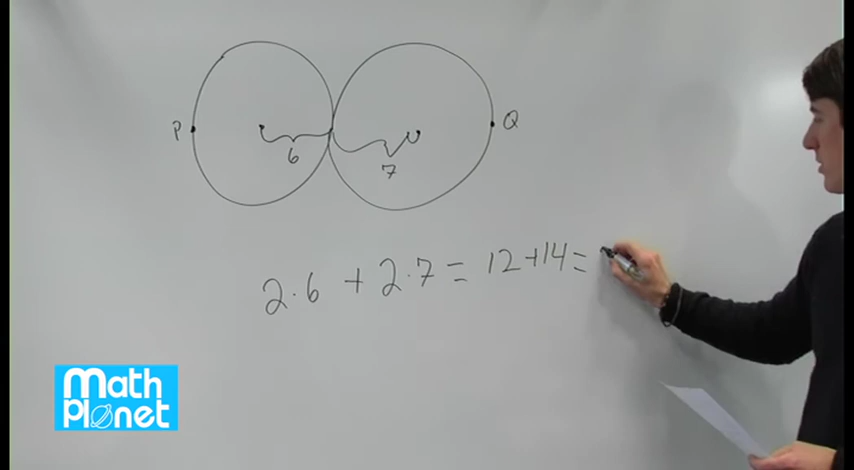 P
Q
6
7
2·6 + 2·7 = 12+14=
Math
Planet